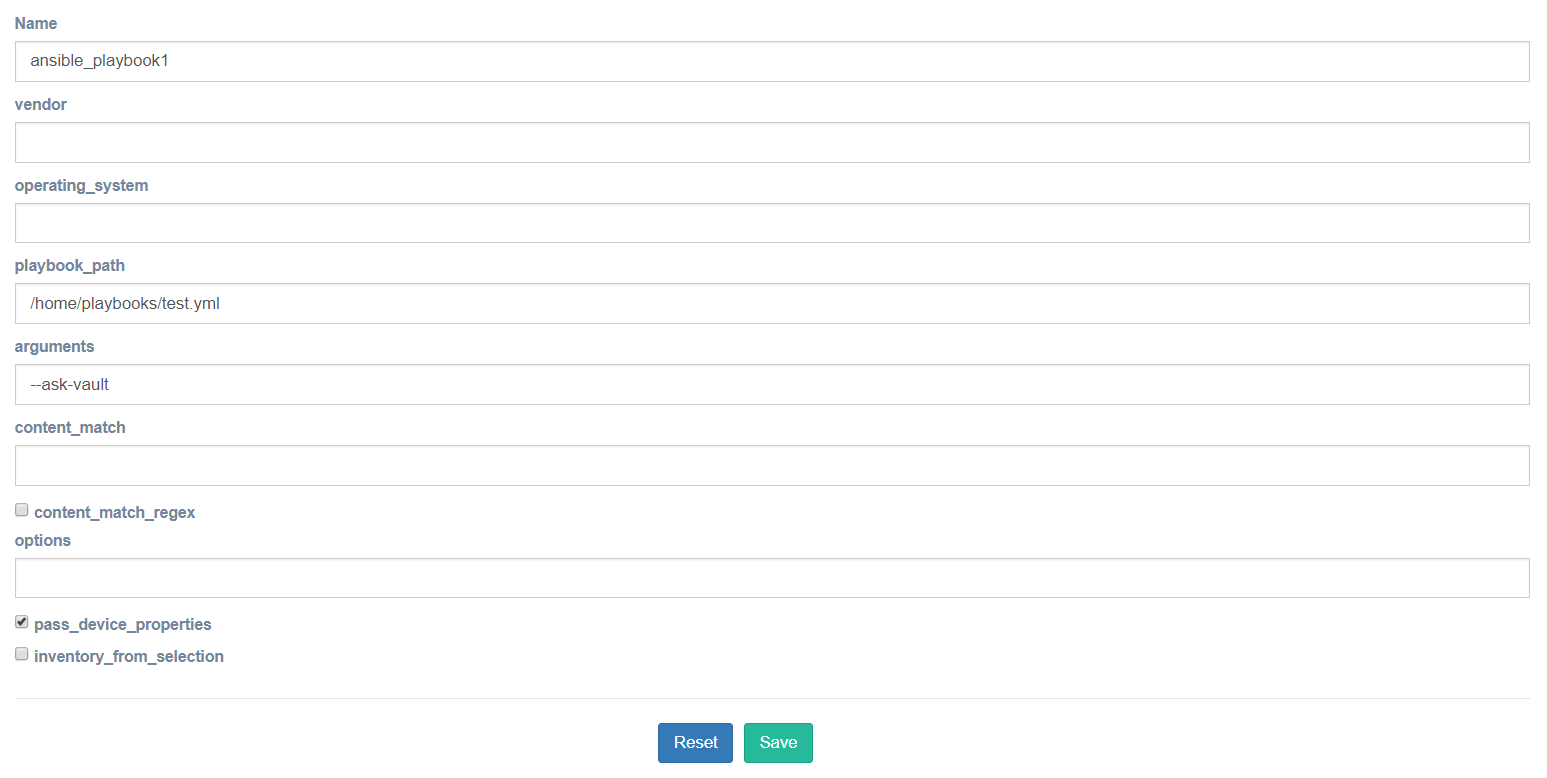 Name
ansible_playbook1
vendor
operating_system
playbook_path
/home/playbooks/test.yml
arguments
--ask-vault
content_match
content_match_regex
options
pass_device_properties
inventory_from_selection
Reset Save